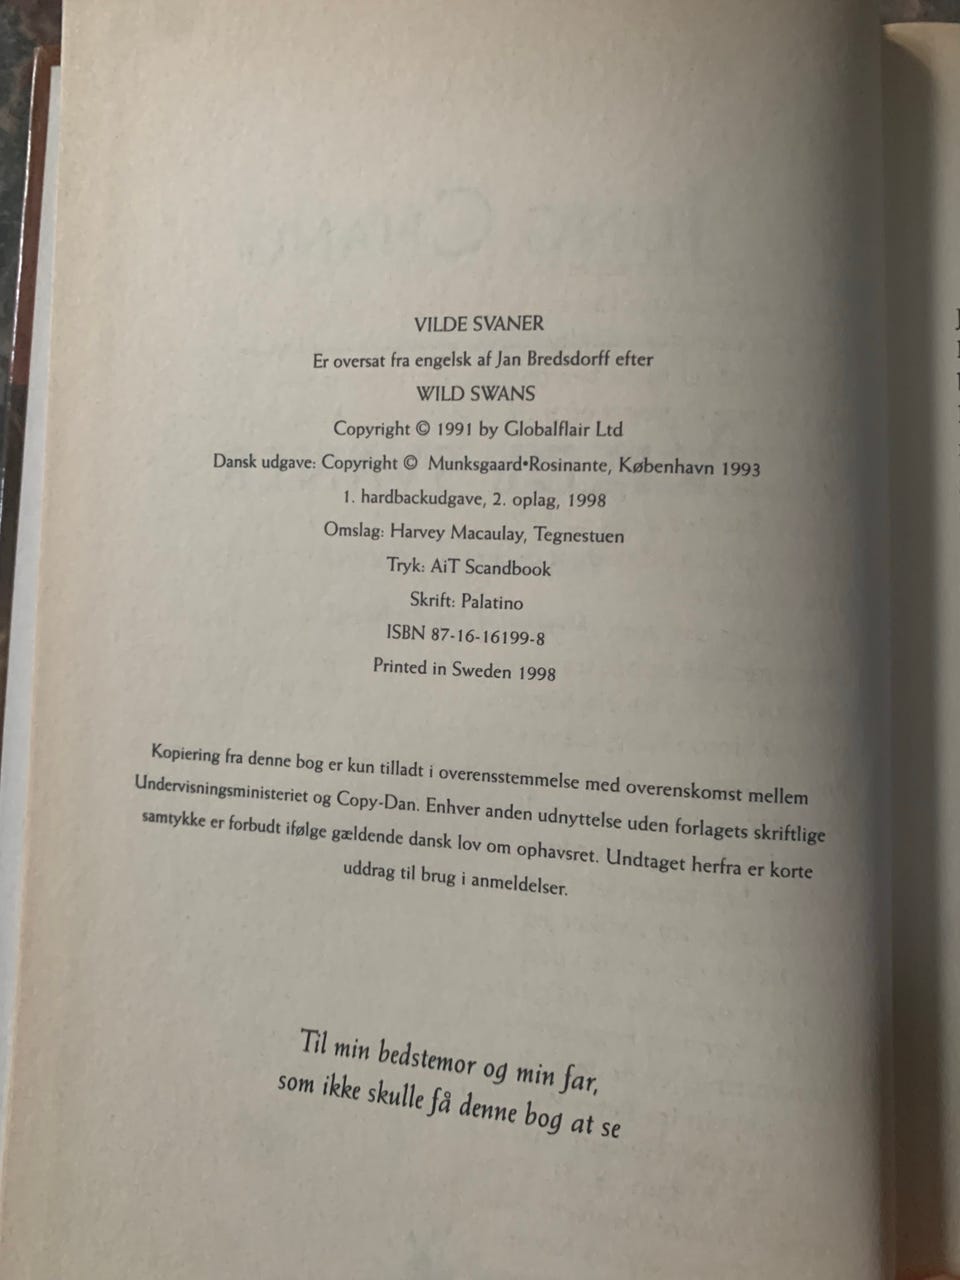 VILDE SVANER
Er oversat fra engelsk af Jan Bredsdorff efter
WILD SWANS
Copyright © 1991 by Globalflair Ltd
Dansk udgave: Copyright © Munksgaard•Rosinante, København 1993
1. hardbackudgave, 2. oplag, 1998
Omslag: Harvey Macaulay, Tegnestuen
Tryk: AiT Scandbook
Skrift: Palatino
ISBN 87-16-16199-8
Printed in Sweden 1998
Kopiering fra denne bog er kun tilladt i overensstemmelse med overenskomst mellem
Undervisningsministeriet og Copy-Dan. Enhver anden udnyttelse uden forlagets skriftlige
samtykke er forbudt ifølge gældende dansk lov om ophavsret. Undtaget herfra er korte
uddrag til brug i anmeldelser.
Til min bedstemor og min far,
som ikke skulle få denne bog at se